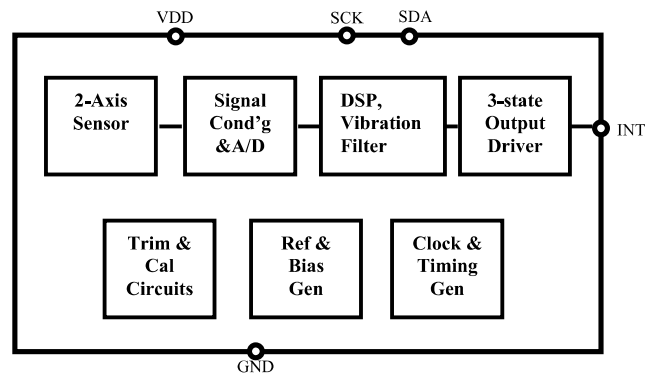 VDD
SCK
SDA
2-Axis
Sensor
Signal
Cond'g
&A/D
DSP,
Vibration
Filter
3-state
Output
Driver
INT
Trim &
Cal
Circuits
Ref &
Bias
Gen
Clock &
Timing
Gen
GND